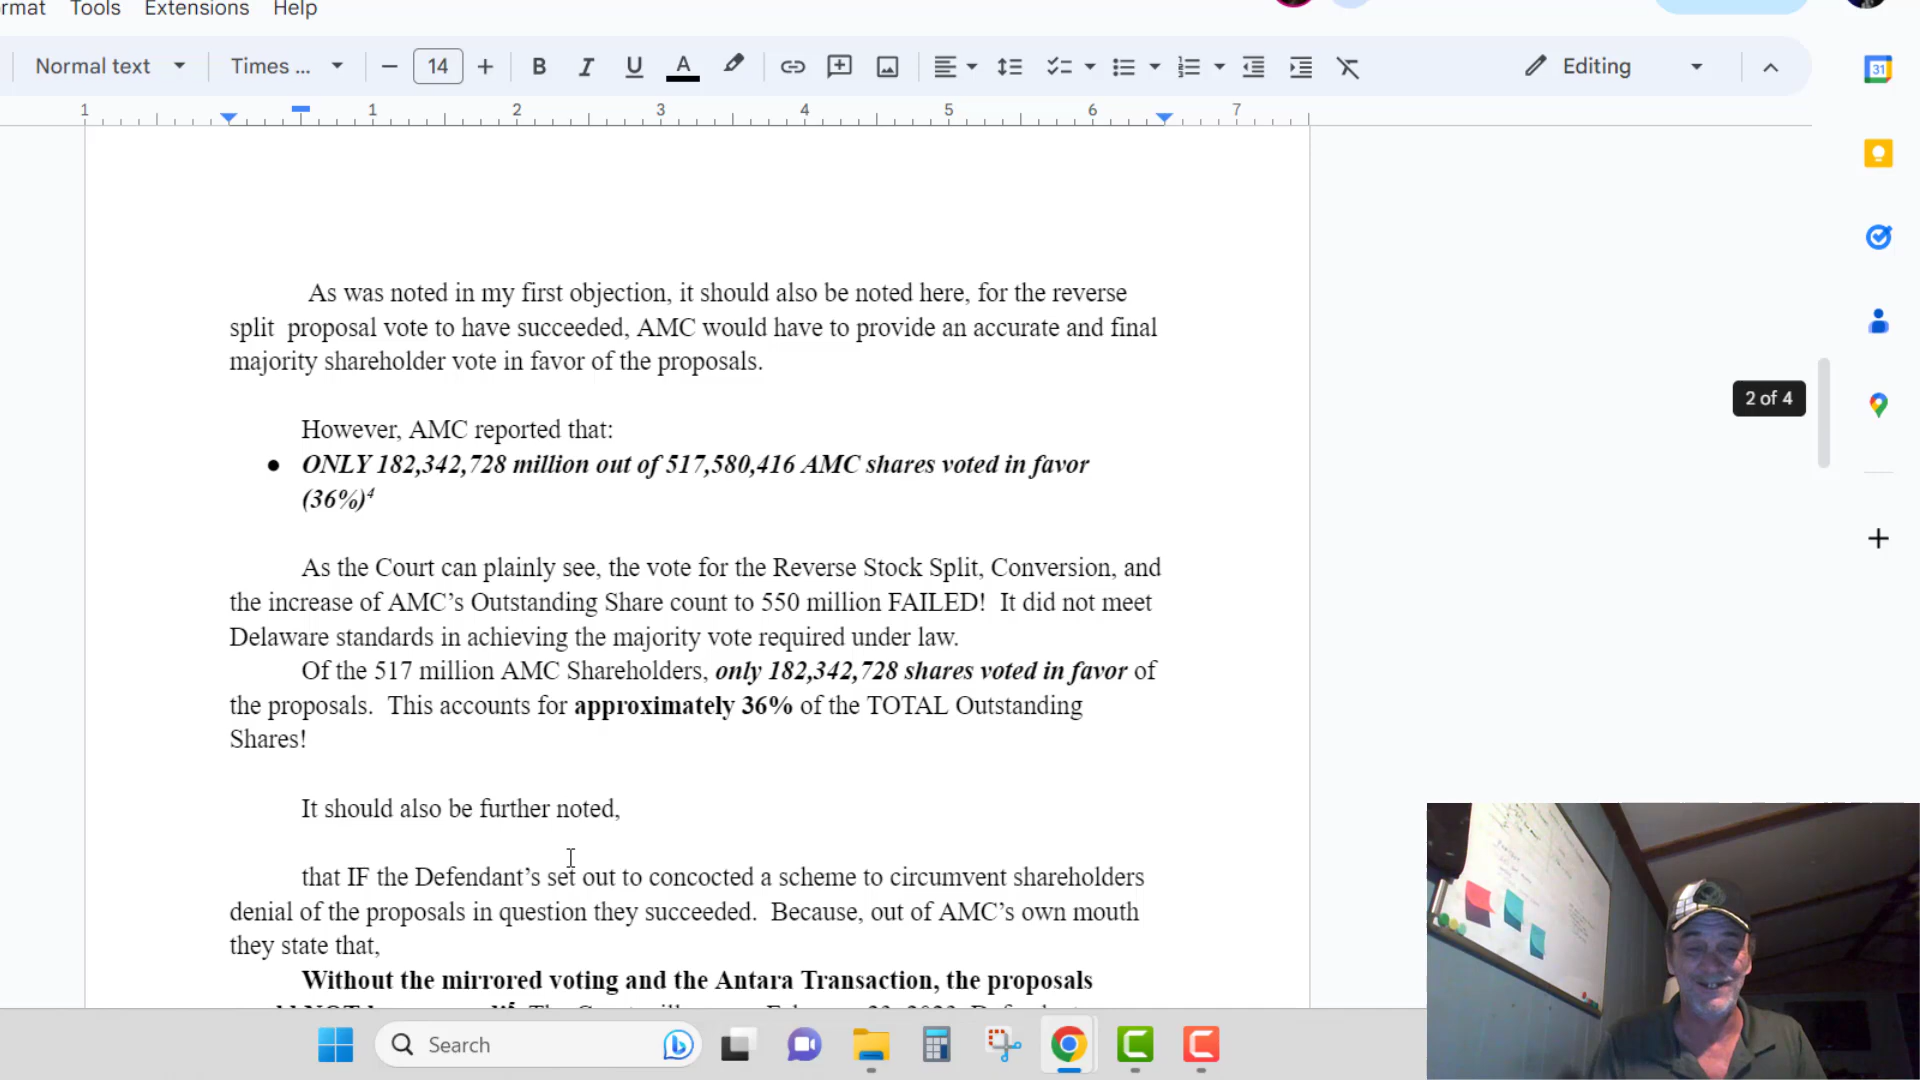 rmat Tools Extensions Help
Normal text Times ... 14 B I U A Editing
1 1 2 3 4 5 6 7
31
As was noted in my first objection, it should also be noted here, for the reverse
split proposal vote to have succeeded, AMC would have to provide an accurate and final
majority shareholder vote in favor of the proposals.
2 of 4
However, AMC reported that:
● ONLY 182,342,728 million out of 517,580,416 AMC shares voted in favor
(36%)4
As the Court can plainly see, the vote for the Reverse Stock Split, Conversion, and
the increase of AMC’s Outstanding Share count to 550 million FAILED! It did not meet
Delaware standards in achieving the majority vote required under law.
Of the 517 million AMC Shareholders, only 182,342,728 shares voted in favor of
the proposals. This accounts for approximately 36% of the TOTAL Outstanding
Shares!
It should also be further noted,
that IF the Defendant’s set out to concocted a scheme to circumvent shareholders
denial of the proposals in question they succeeded. Because, out of AMC’s own mouth
they state that,
Without the mirrored voting and the Antara Transaction, the proposals
Search